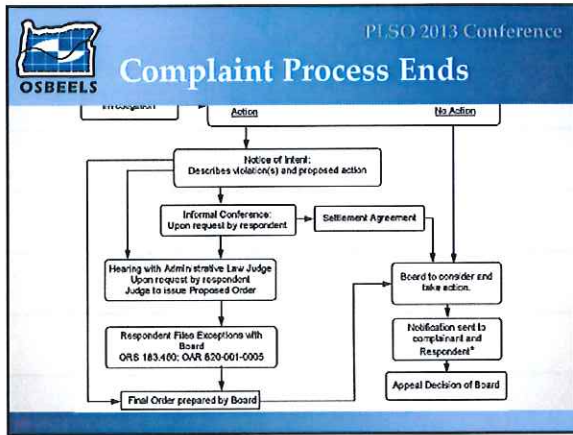 PLSO 2013 Conference
OSBEELS
Complaint Process Ends
Investigation
Action
No Action
Notice of Intent:
Describes violation(s) and proposed action
Informal Conference:
Upon request by respondent
Settlement Agreement
Hearing with Administrative Law Judge
Upon request by respondent
Judge to issue Proposed Order
Board to consider and
take action.
Respondent Files Exceptions with
Board
ORS 183.460; OAR 820-001-0005
Notification sent to
complainant and
Respondent*
Final Order prepared by Board
Appeal Decision of Board